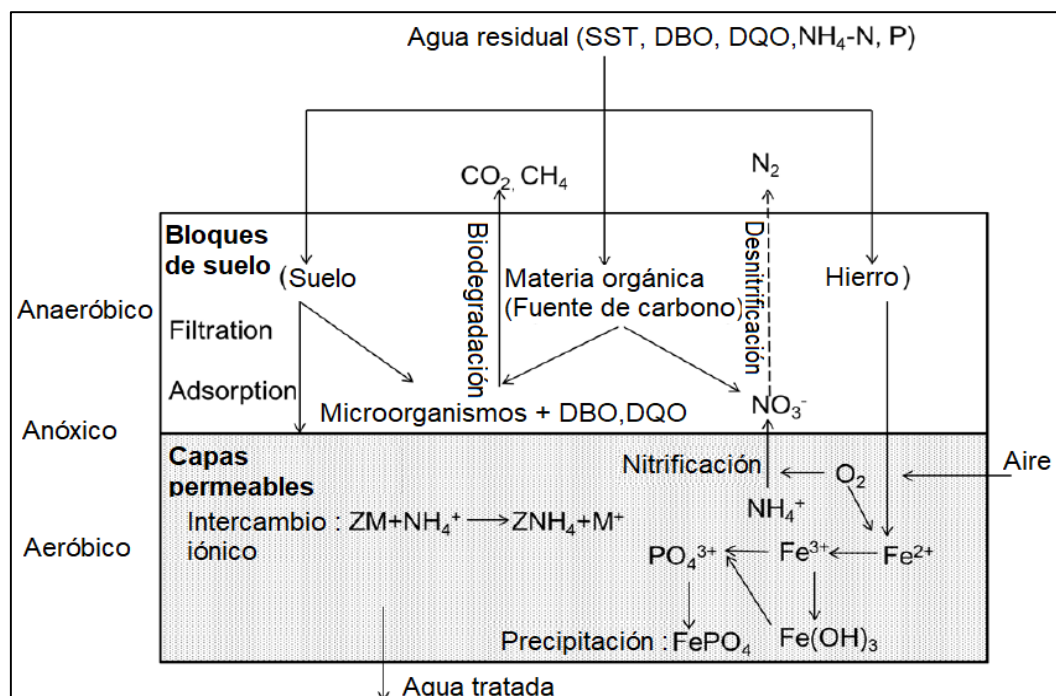 Agua residual (SST, DBO, DQO,NH₄-N, P)
CO₂, CH₄
N₂
Bloques
de suelo
(Suelo
Biodegradación
Materia orgánica
(Fuente de carbono)
Desnitrificación
Hierro)
Anaeróbico
Filtration
Adsorption
Microorganismos + DBO,DQO
NO₃⁻
Anóxico
Capas
permeables
Nitrificación
O₂
Aire
NH₄⁺
Intercambio : ZM+NH₄⁺ → ZNH₄+M⁺
iónico
Aeróbico
PO₄³⁺
Fe³⁺
Fe²⁺
Precipitación : FePO₄
Fe(OH)₃
Agua tratada